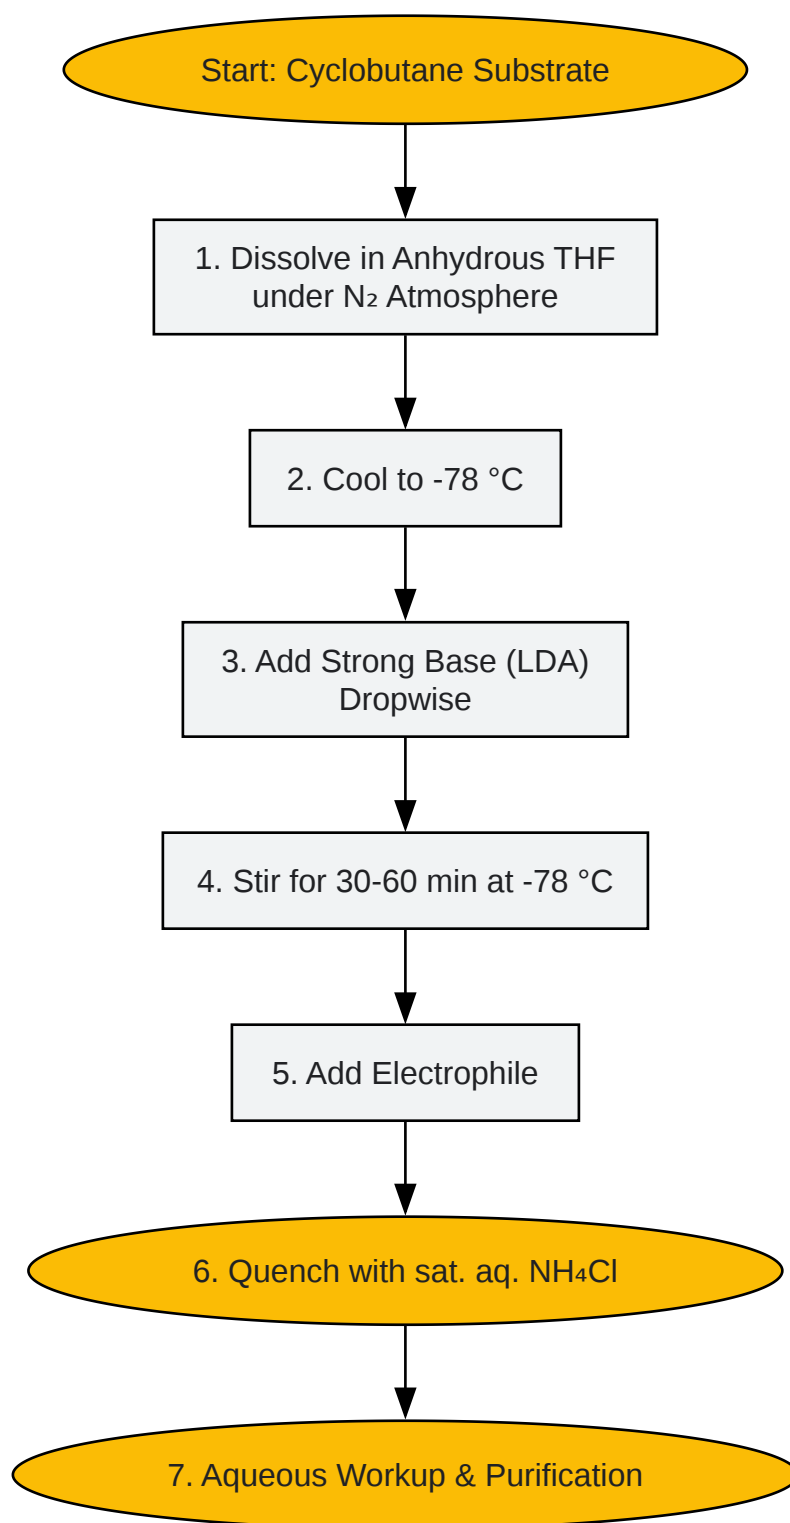 Start: Cyclobutane Substrate
1. Dissolve in Anhydrous THF
under N₂ Atmosphere
2. Cool to -78 °C
3. Add Strong Base (LDA)
Dropwise
4. Stir for 30-60 min at -78 °C
5. Add Electrophile
6. Quench with sat. aq. NH₄Cl
7. Aqueous Workup & Purification